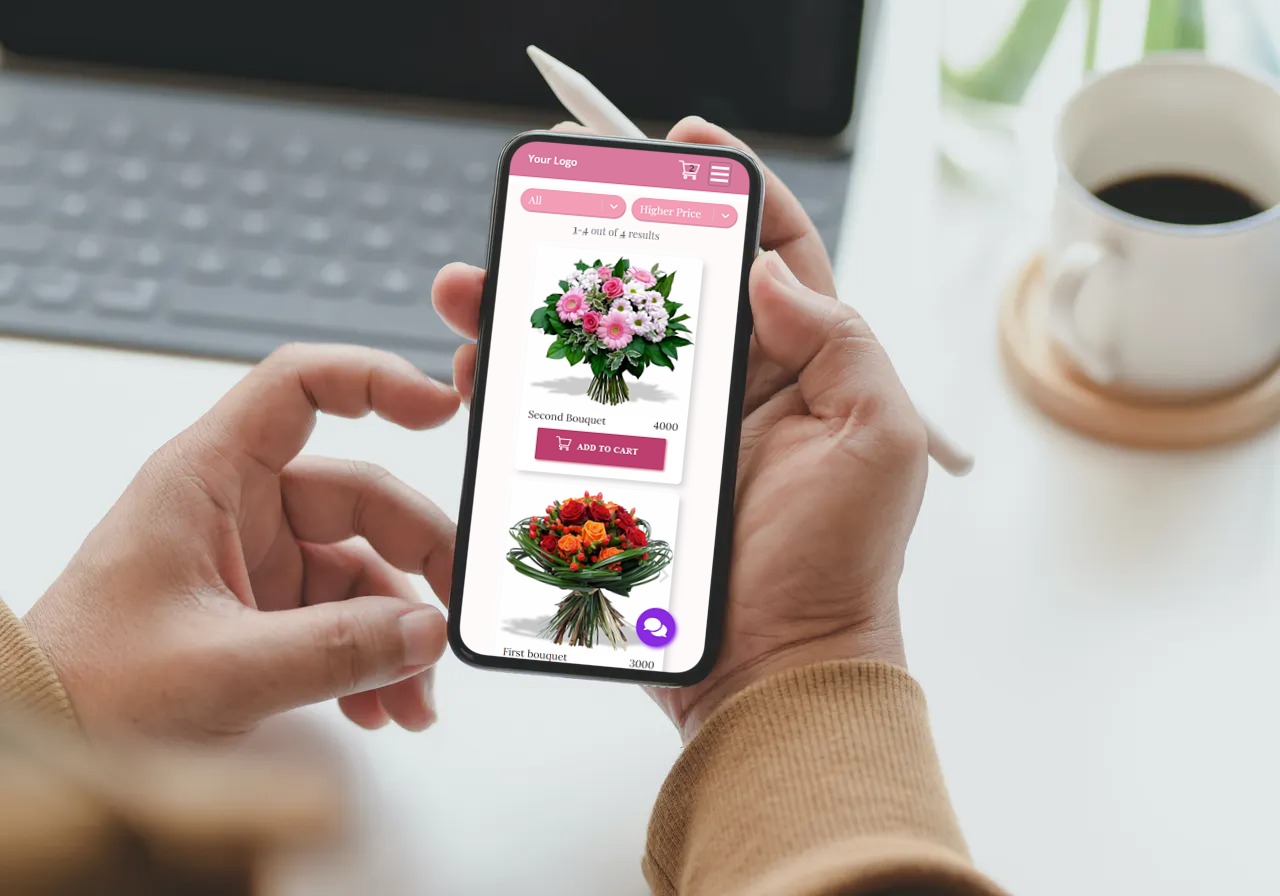 Your Logo
2
All
Higher Price
1-4 out of 4 results
Second Bouquet 4000
ADD TO CART
First bouquet 3000